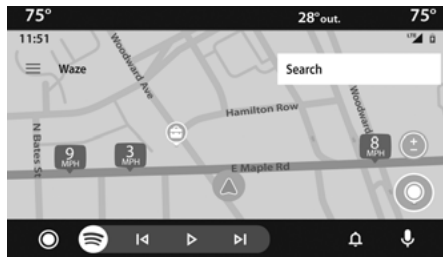 75°
28°out.
75°
11:51
LTE
Waze
Search
Woodward Ave
Woodward
Hamilton Row
N Bates St
9
MPH
3
MPH
8
MPH
E Maple Rd